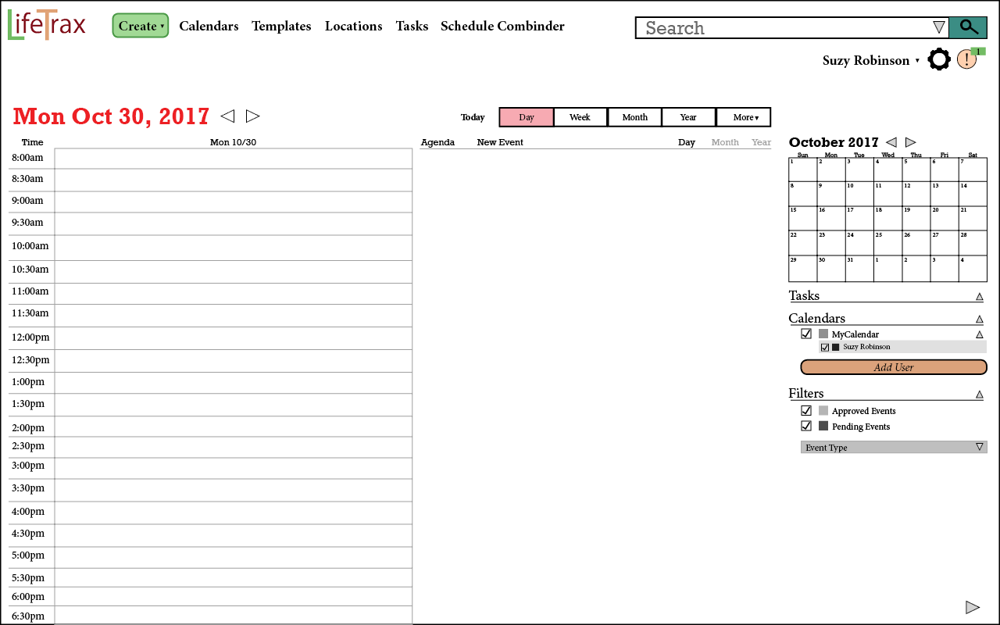 LifeTrax
Create ▾ Calendars Templates Locations Tasks Schedule Combinder
Search
Suzy Robinson ▾ ! 1
Mon Oct 30, 2017
Today Day Week Month Year More ▾
Time Mon 10/30
Agenda New Event Day Month Year
8:00am
8:30am
9:00am
9:30am
10:00am
10:30am
11:00am
11:30am
12:00pm
12:30pm
1:00pm
1:30pm
2:00pm
2:30pm
3:00pm
3:30pm
4:00pm
4:30pm
5:00pm
5:30pm
6:00pm
6:30pm
October 2017
Sun Mon Tue Wed Thu Fri Sat
1 2 3 4 5 6 7
8 9 10 11 12 13 14
15 16 17 18 19 20 21
22 23 24 25 26 27 28
29 30 31 1 2 3 4
Tasks
Calendars
MyCalendar
Suzy Robinson
Add User
Filters
Approved Events
Pending Events
Event Type